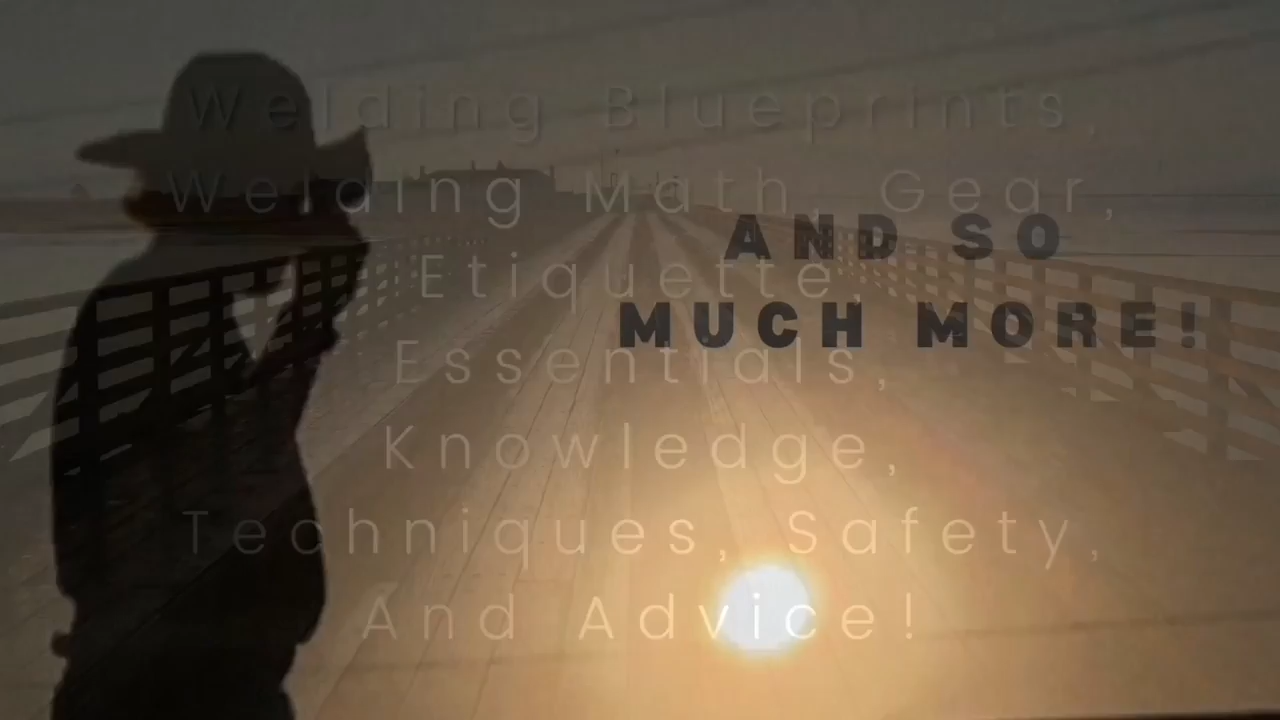 Welding Blueprints,
Welding Math, Gear,
Etiquette,
Essentials,
Knowledge,
Techniques, Safety,
And Advice!
AND SO
MUCH MORE!